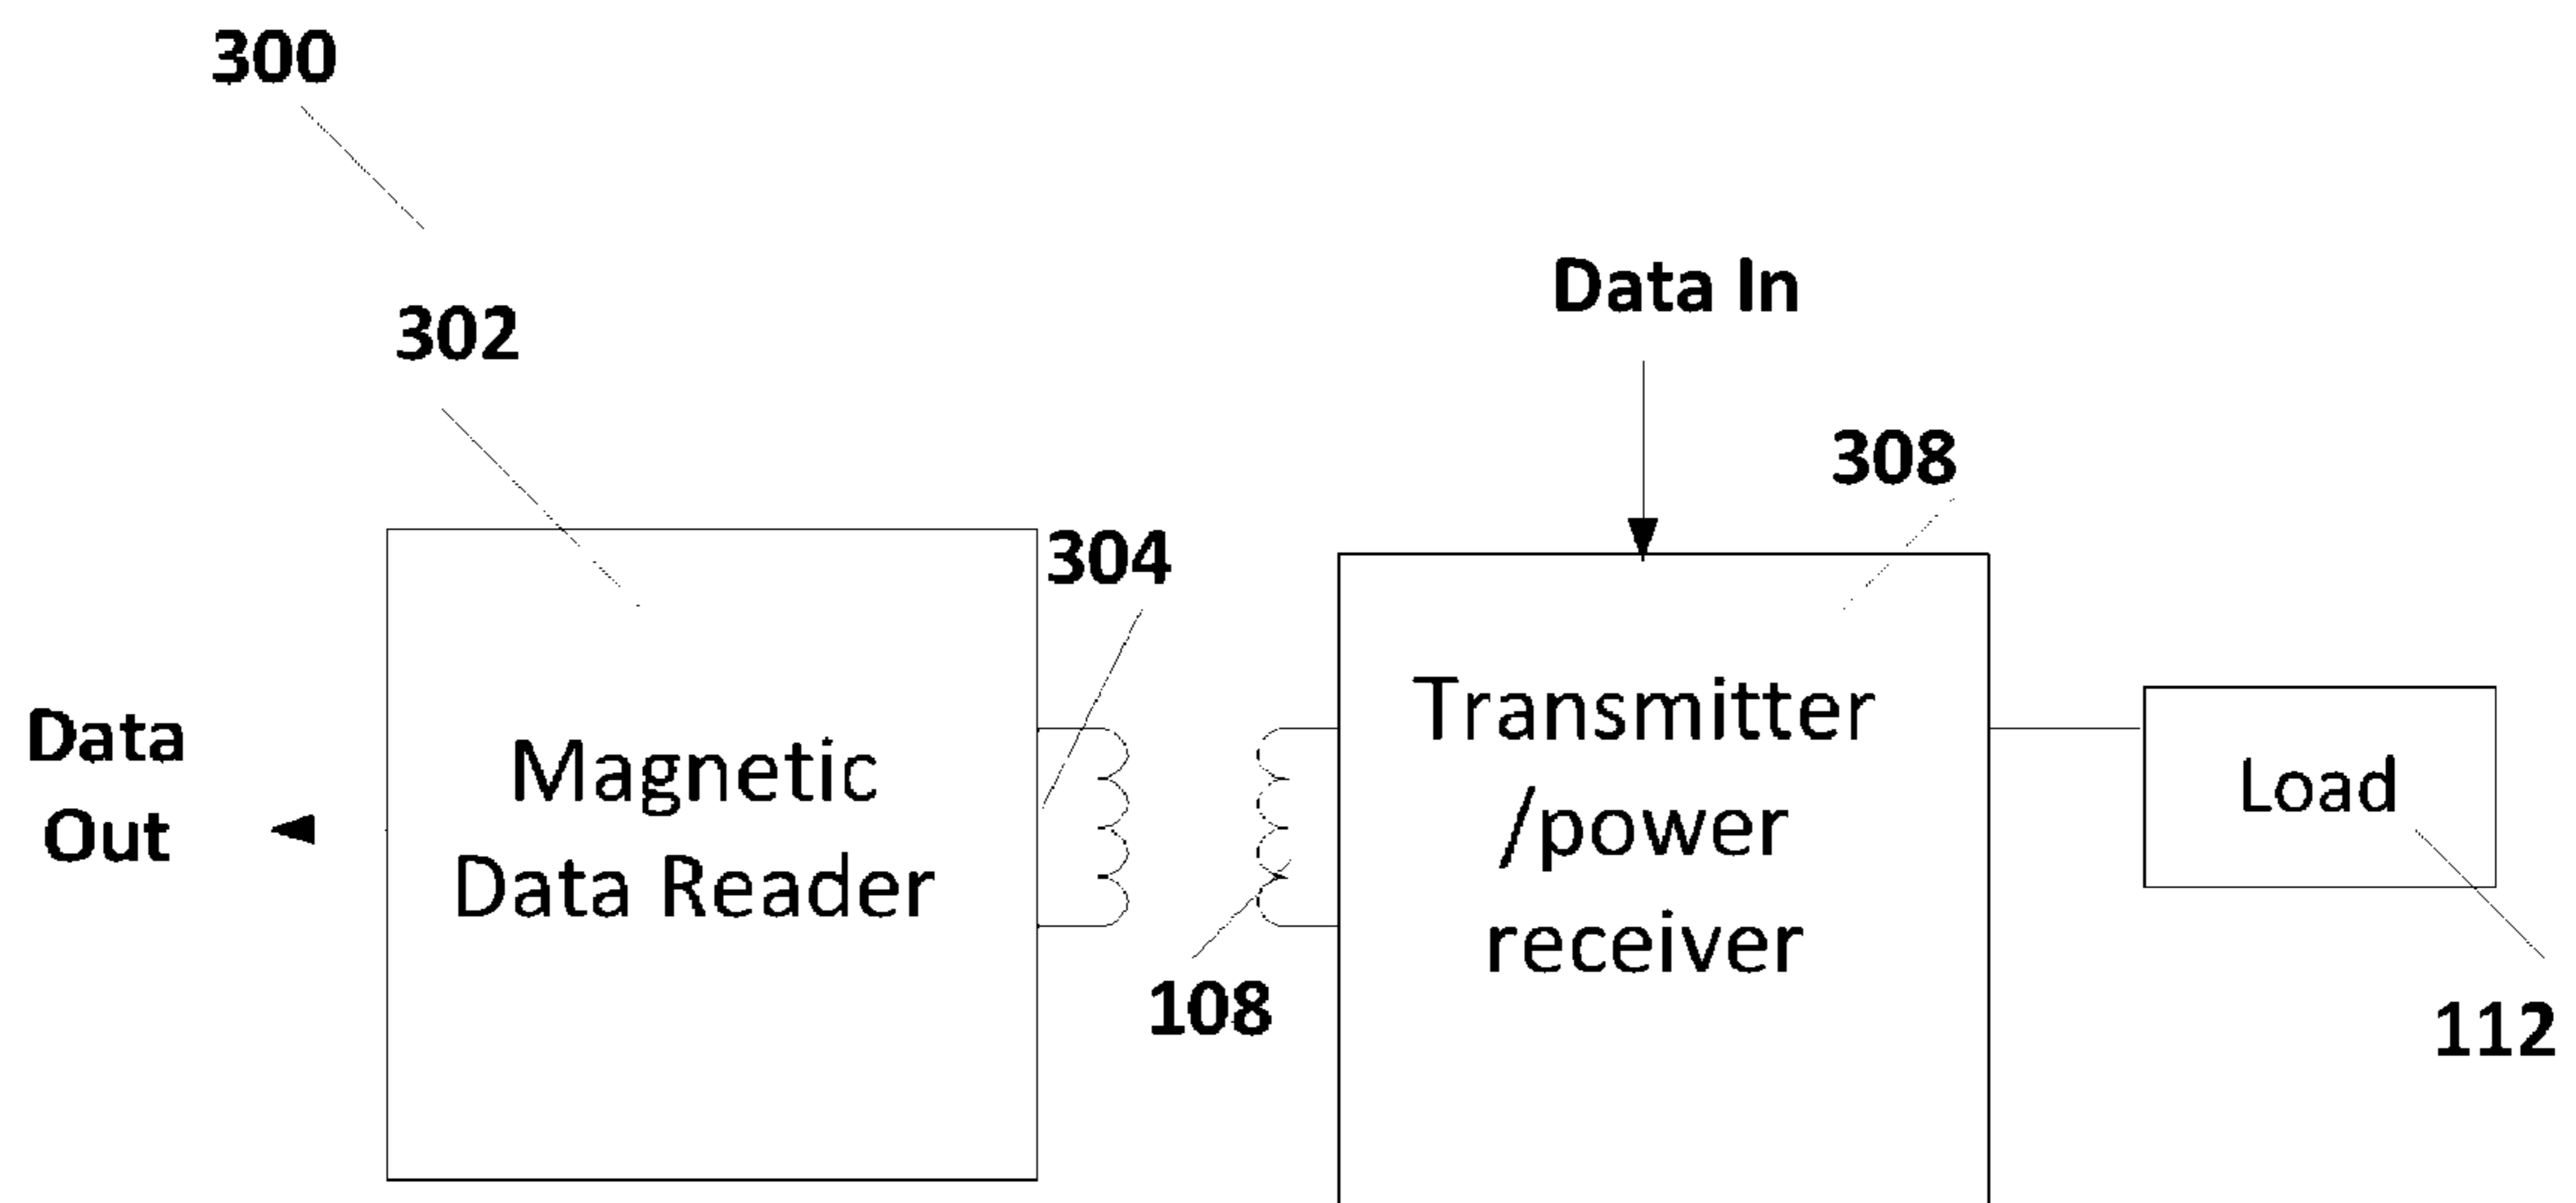 300
302
Data In
308
304
Data
Out
Magnetic
Data Reader
108
Transmitter
/power
receiver
Load
112